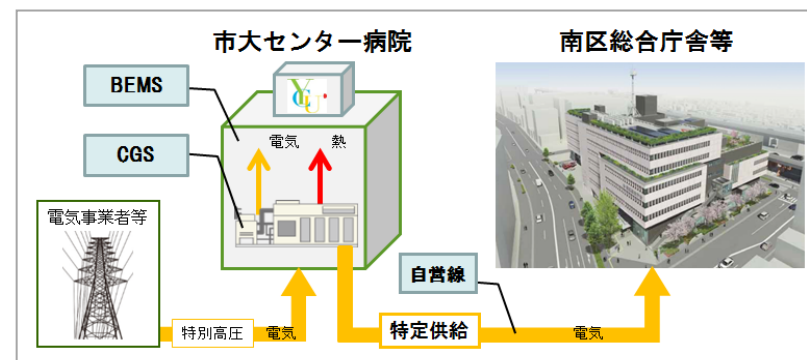 市大センター病院
南区総合庁舎等
BEMS
YCU
電気
熱
CGS
電気事業者等
自営線
特別高圧
電気
特定供給
電気